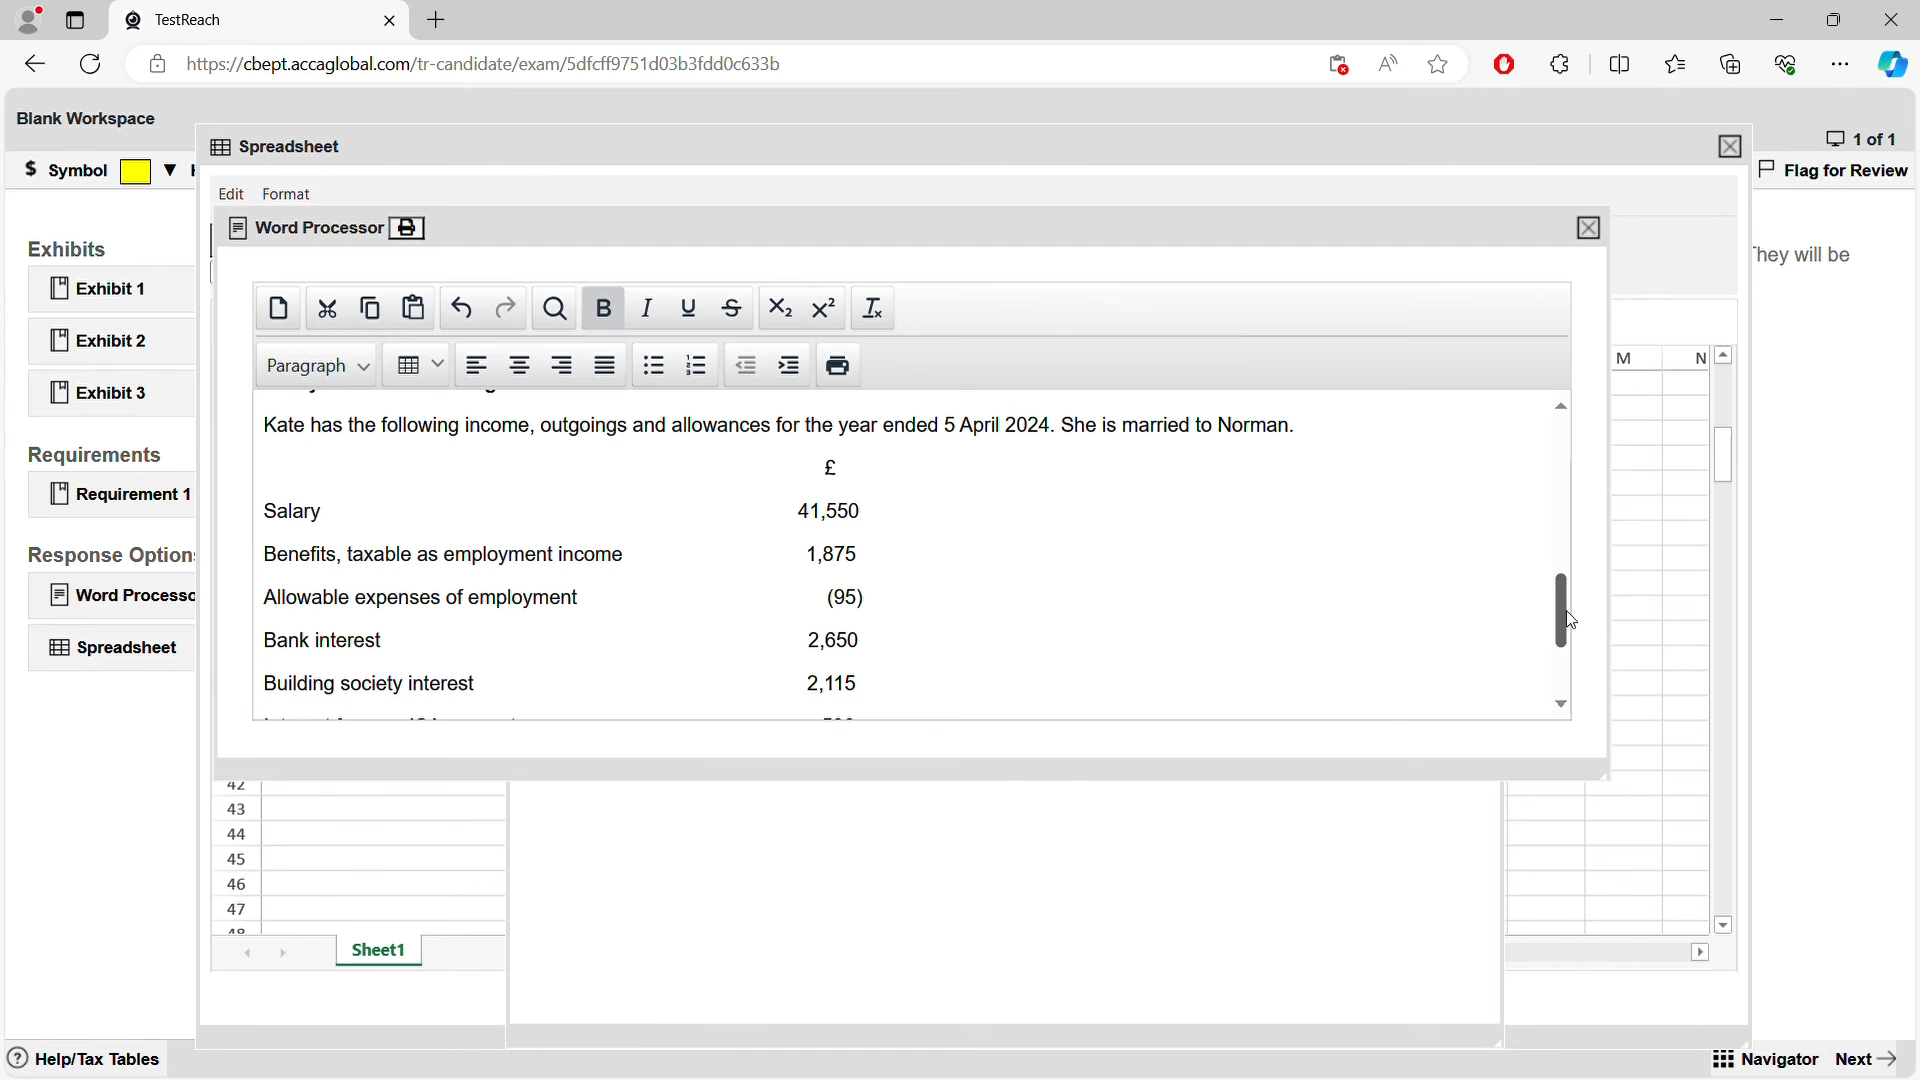 TestReach
https://cbept.accaglobal.com/tr-candidate/exam/5dfcff9751d03b3fdd0c633b
Blank Workspace
1 of 1
$ Symbol
Flag for Review
Spreadsheet
Edit Format
Word Processor
Exhibits
Exhibit 1
Exhibit 2
Exhibit 3
Requirements
Requirement 1
Response Option
Word Processo
Spreadsheet
hey will be
Paragraph
M N
Kate has the following income, outgoings and allowances for the year ended 5 April 2024. She is married to Norman.
£
Salary 41,550
Benefits, taxable as employment income 1,875
Allowable expenses of employment (95)
Bank interest 2,650
Building society interest 2,115
42
43
44
45
46
47
48
Sheet1
Help/Tax Tables
Navigator
Next